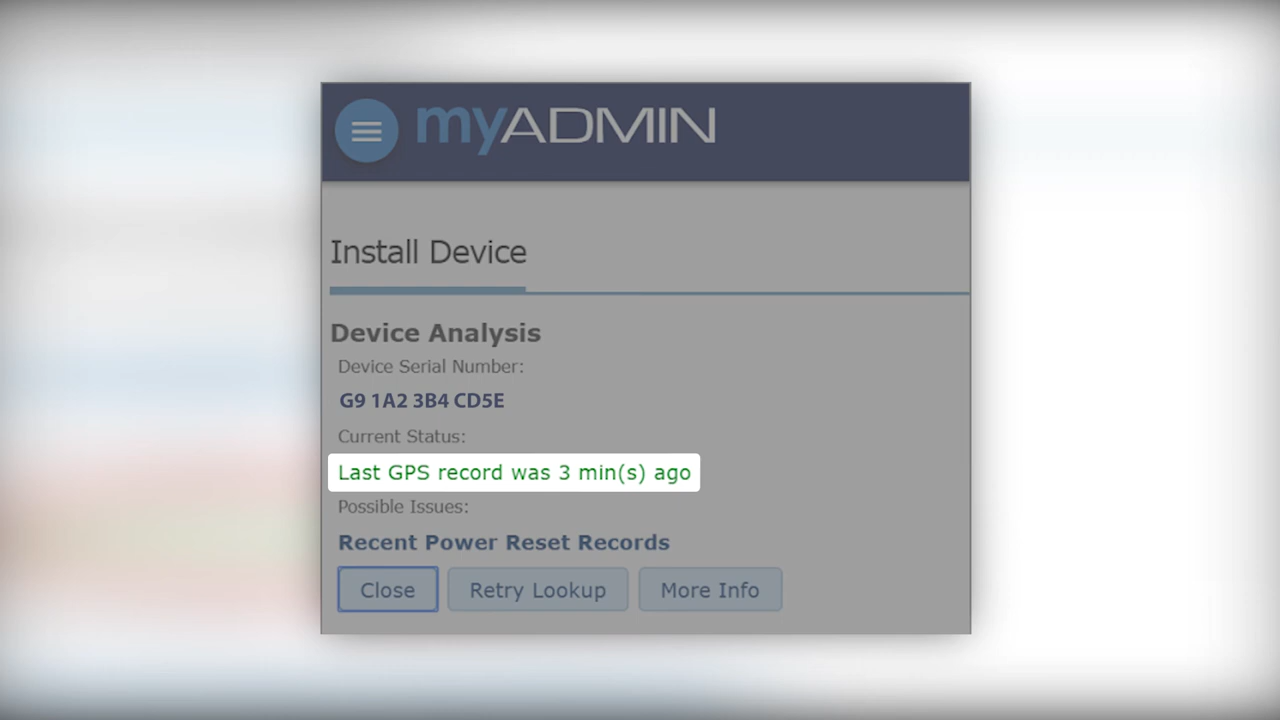 myADMIN
Install Device
Device Analysis
Device Serial Number:
G9 1A2 3B4 CD5E
Current Status:
Last GPS record was 3 min(s) ago
Possible Issues:
Recent Power Reset Records
Close Retry Lookup More Info